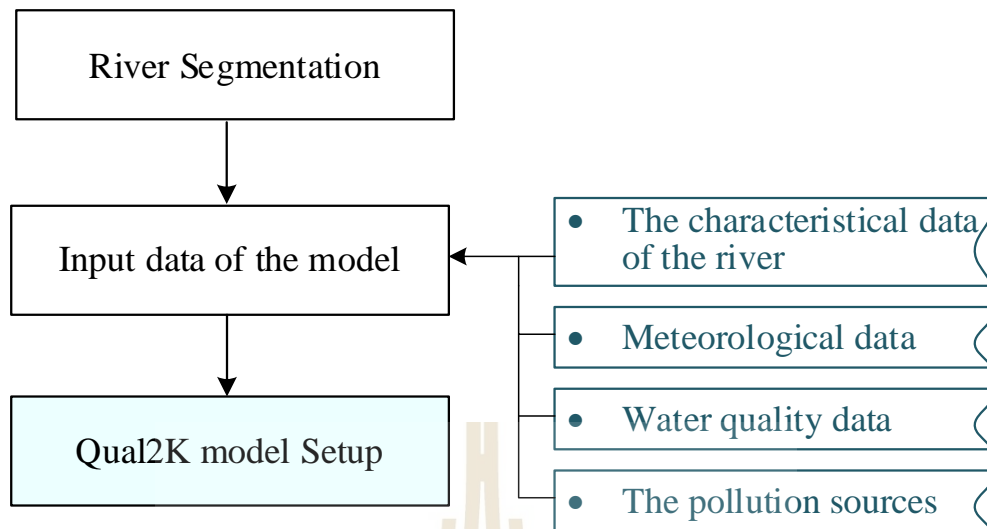 River Segmentation
Input data of the model
Qual2K model Setup
• The characteristical data
of the river
• Meteorological data
• Water quality data
• The pollution sources